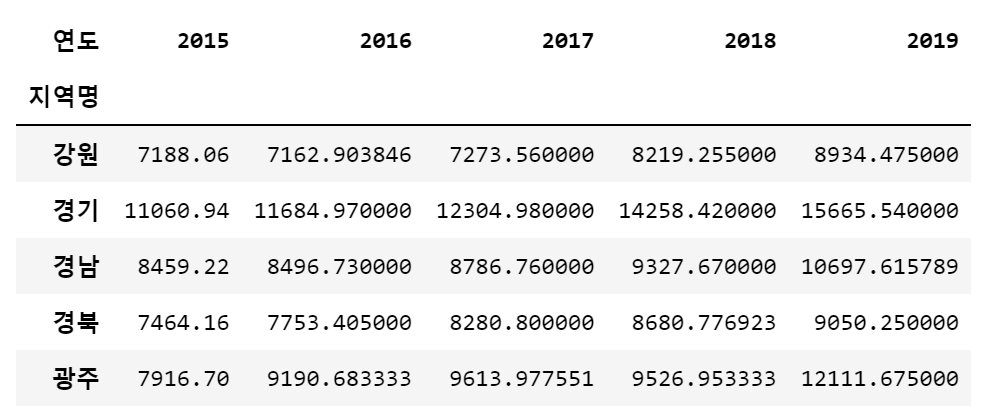 연도 2015 2016 2017 2018 2019
지역명
강원 7188.06 7162.903846 7273.560000 8219.255000 8934.475000
경기 11060.94 11684.970000 12304.980000 14258.420000 15665.540000
경남 8459.22 8496.730000 8786.760000 9327.670000 10697.615789
경북 7464.16 7753.405000 8280.800000 8680.776923 9050.250000
광주 7916.70 9190.683333 9613.977551 9526.953333 12111.675000